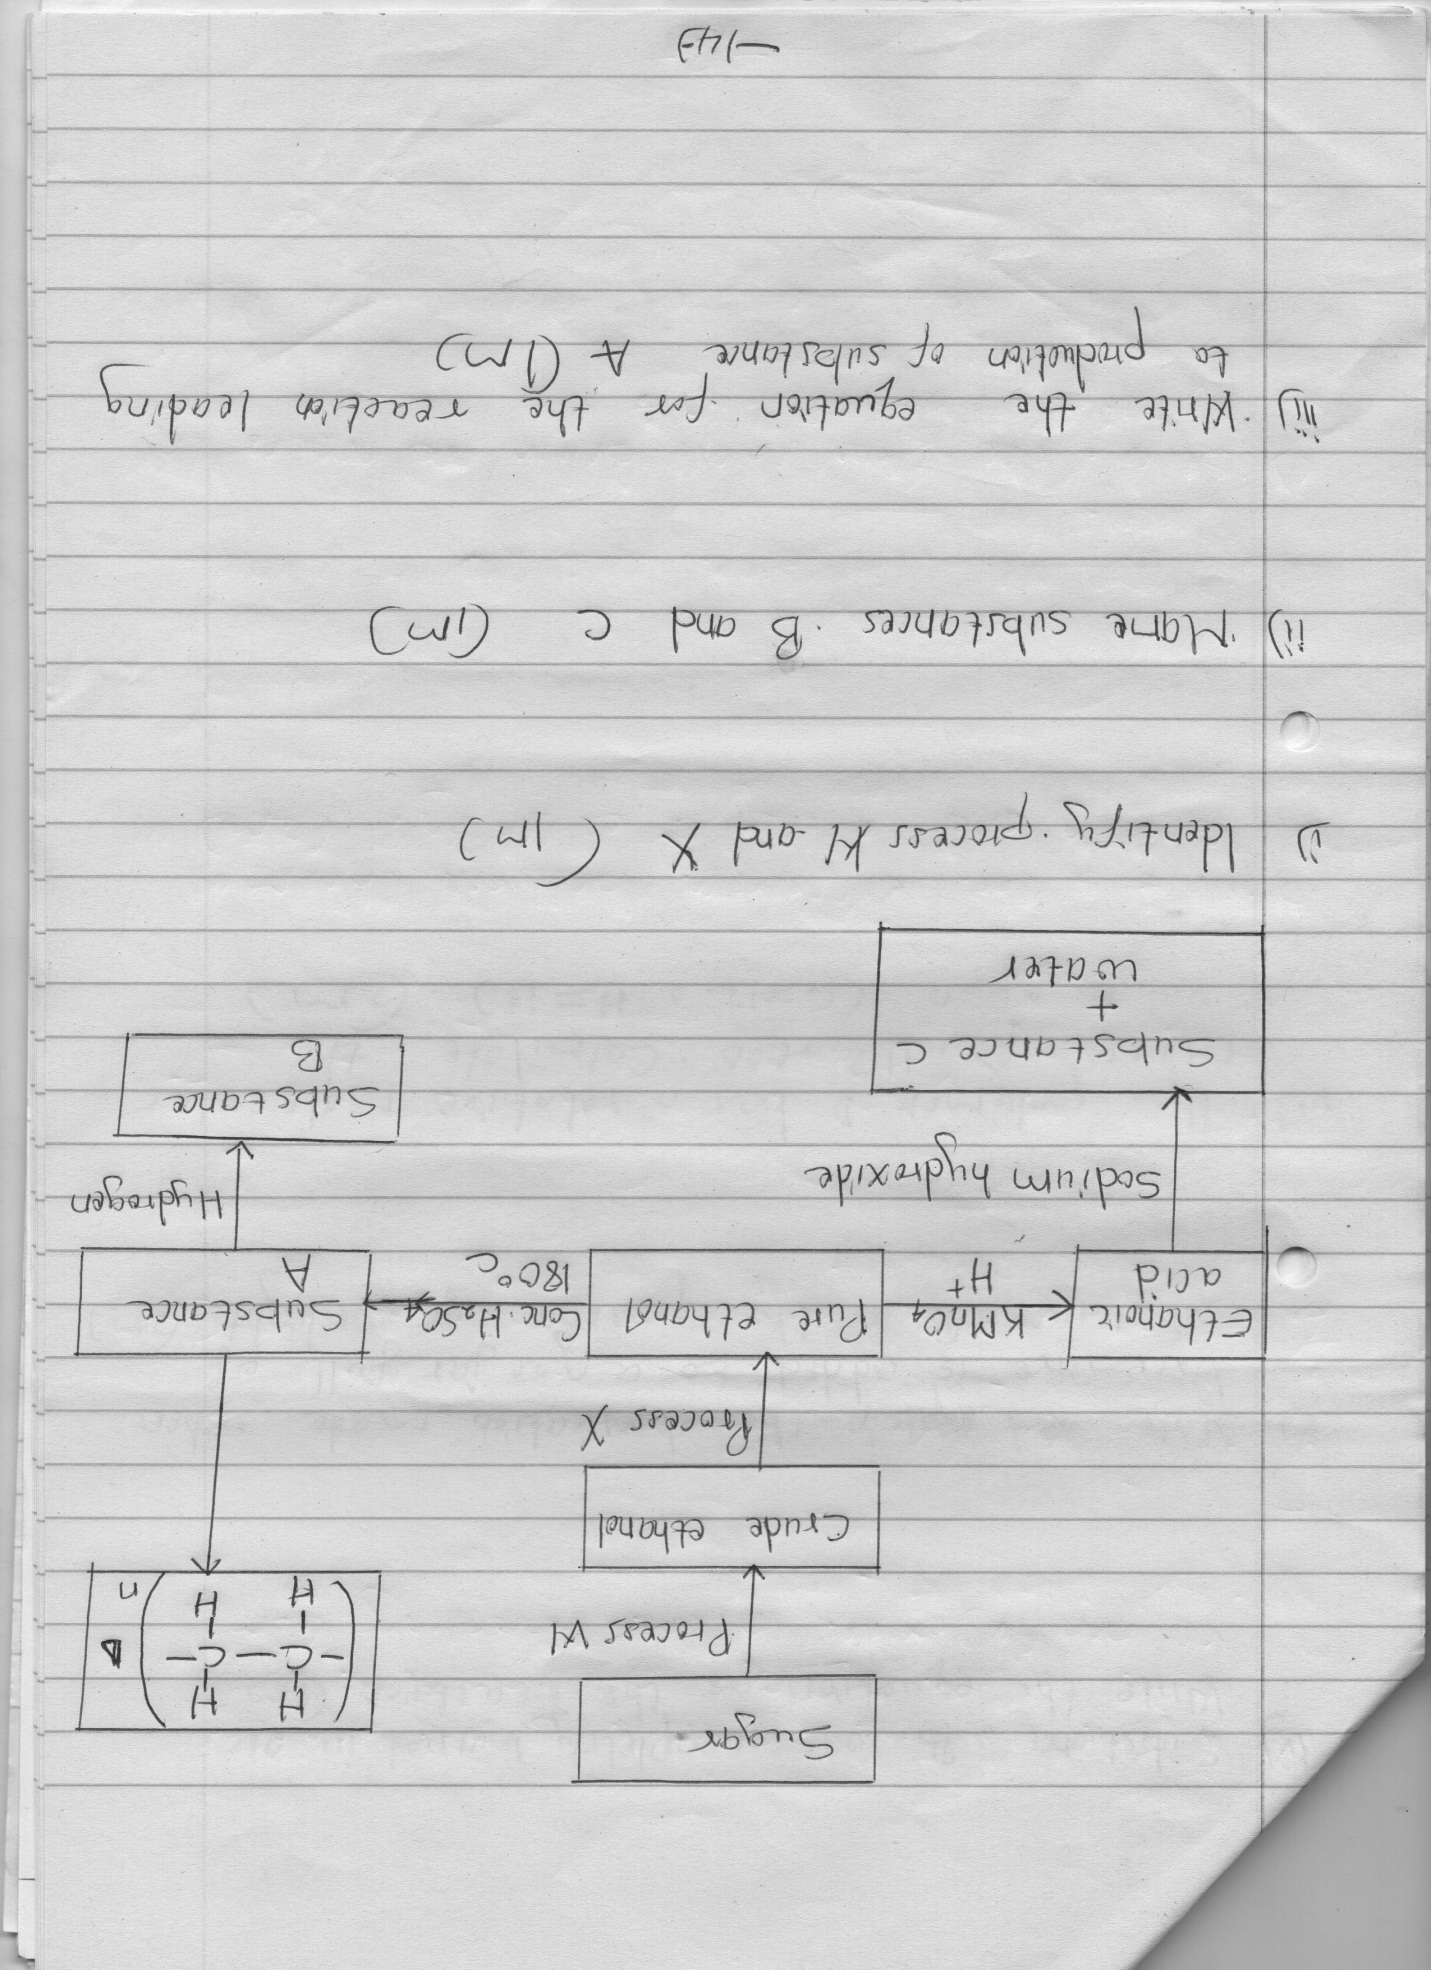 Sugar
Process W
Crude ethanol
Process X
Ethanoic
acid
KMnO₄
H⁺
Pure ethanol
Conc. H₂SO₄
180°C
Substance
A
H H
- C - C -
H H
n
Sodium hydroxide
Hydrogen
Substance C
+
water
Substance
B
i) Identify process W and X (1m)
ii) Name substances B and C (1m)
iii) Write the equation for the reaction leading
to production of substance A (1m)